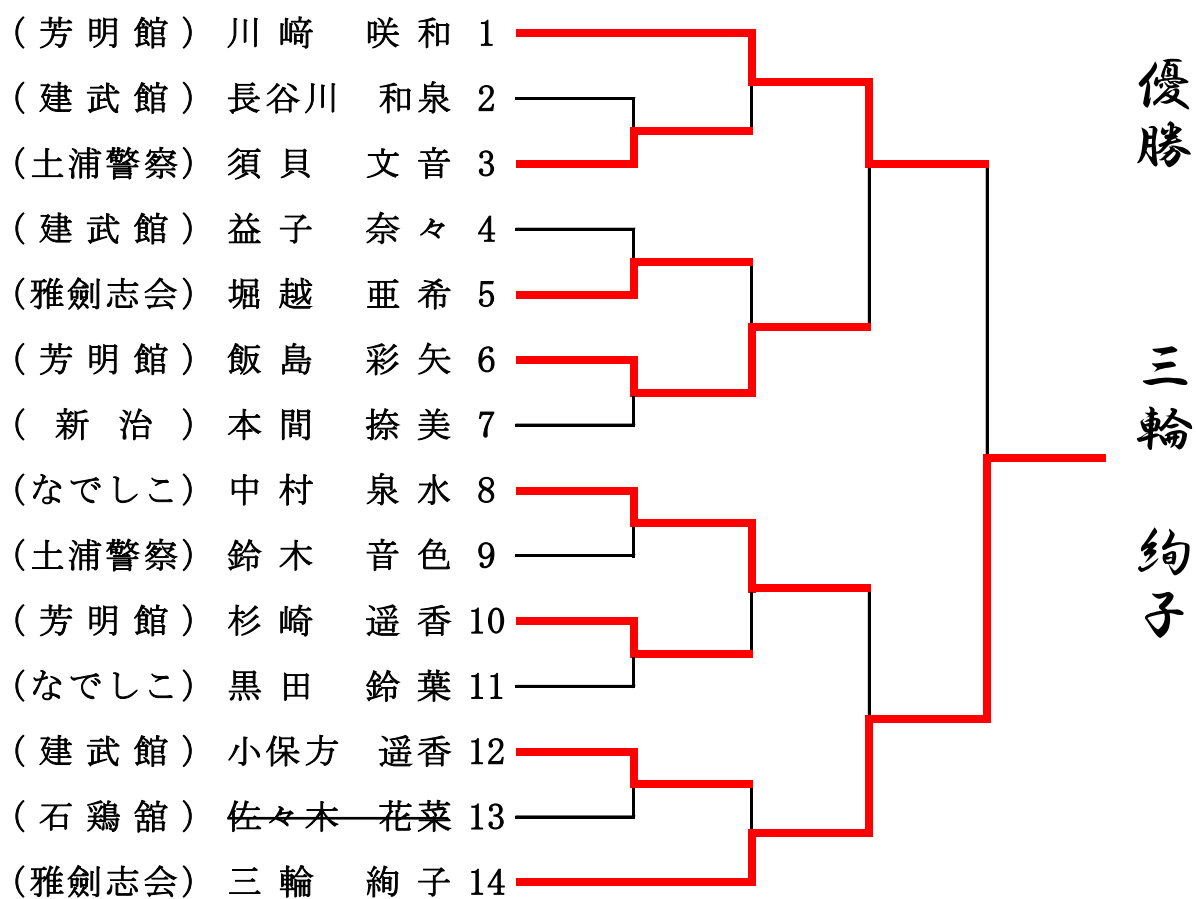 (芳明館) 川﨑 咲和 1
(建武館) 長谷川 和泉 2
(土浦警察) 須貝 文音 3
(建武館) 益子 奈々 4
(雅劍志会) 堀越 亜希 5
(芳明館) 飯島 彩矢 6
(新治) 本間 捺美 7
(なでしこ) 中村 泉水 8
(土浦警察) 鈴木 音色 9
(芳明館) 杉崎 遥香 10
(なでしこ) 黒田 鈴葉 11
(建武館) 小保方 遥香 12
(石鶏舘) 佐々木 花菜 13
(雅劍志会) 三輪 絢子 14
優勝
三輪 絢子